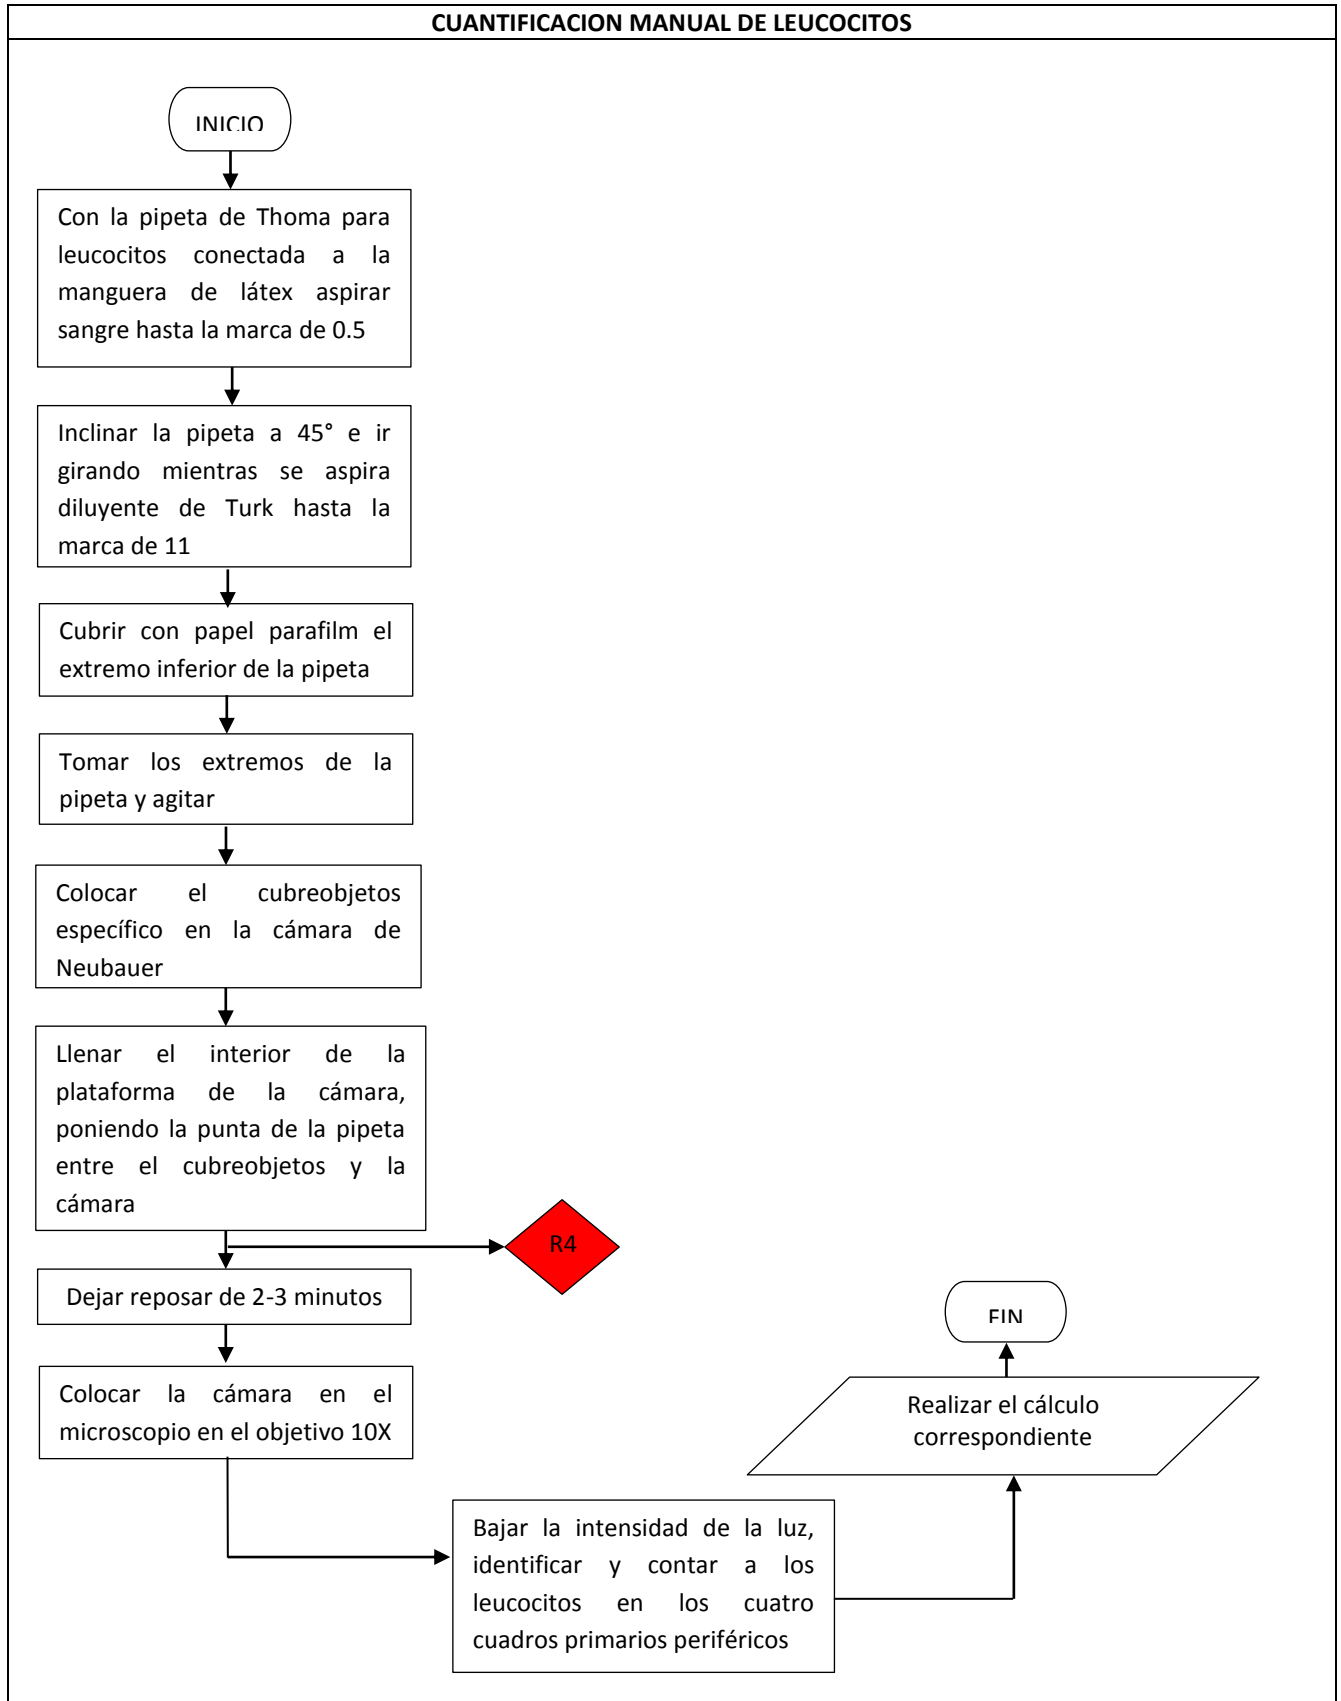 CUANTIFICACION MANUAL DE LEUCOCITOS
INICIO
Con la pipeta de Thoma para
leucocitos conectada a la
manguera de látex aspirar
sangre hasta la marca de 0.5
Inclinar la pipeta a 45° e ir
girando mientras se aspira
diluyente de Turk hasta la
marca de 11
Cubrir con papel parafilm el
extremo inferior de la pipeta
Tomar los extremos de la
pipeta y agitar
Colocar el cubreobjetos
específico en la cámara de
Neubauer
Llenar el interior de la
plataforma de la cámara,
poniendo la punta de la pipeta
entre el cubreobjetos y la
cámara
R4
Dejar reposar de 2-3 minutos
Colocar la cámara en el
microscopio en el objetivo 10X
Bajar la intensidad de la luz,
identificar y contar a los
leucocitos en los cuatro
cuadros primarios periféricos
Realizar el cálculo
correspondiente
FIN